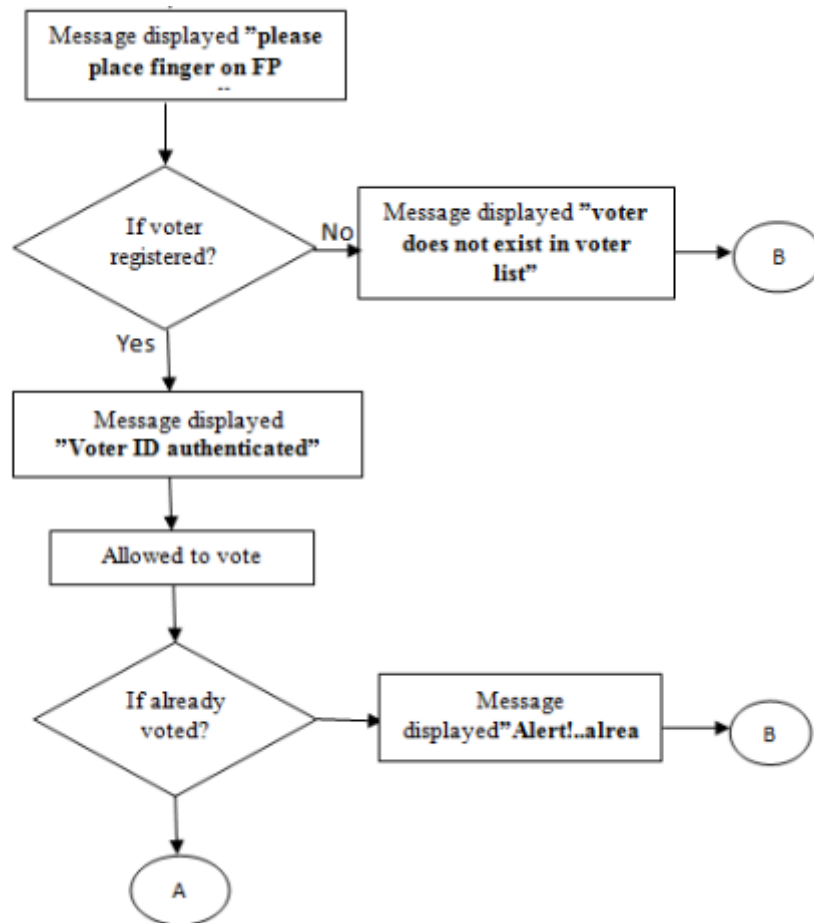 Message displayed ”please
place finger on FP
If voter
registered?
No
Message displayed ”voter
does not exist in voter
list”
B
Yes
Message displayed
”Voter ID authenticated”
Allowed to vote
If already
voted?
Message
displayed”Alert!..alrea
B
A